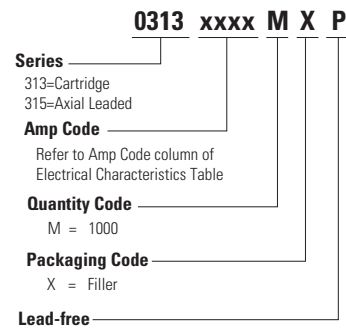 0313 xxxx M X P
Series
313=Cartridge
315=Axial Leaded
Amp Code
Refer to Amp Code column of
Electrical Characteristics Table
Quantity Code
M = 1000
Packaging Code
X = Filler
Lead-free